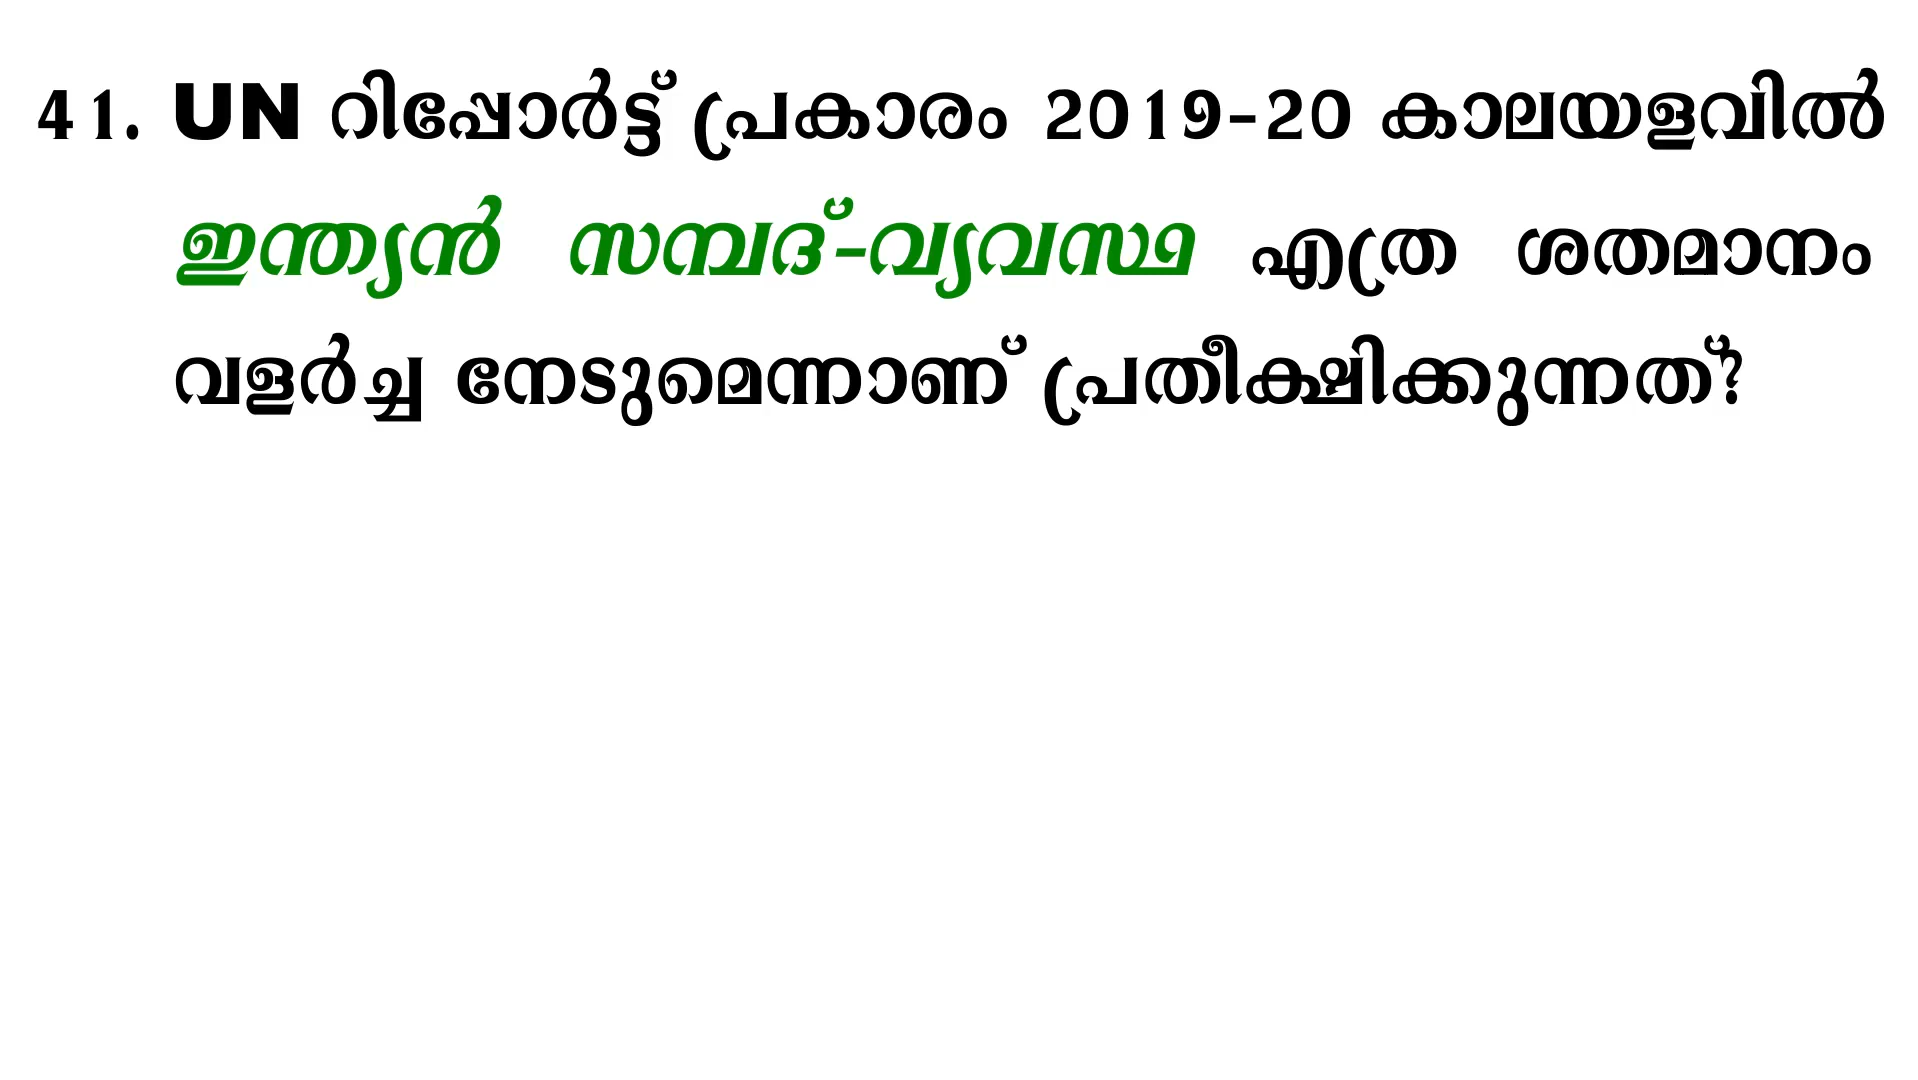 41. UN റിപ്പോർട്ട് പ്രകാരം 2019-20 കാലയളവിൽ
ഇന്ത്യൻ സമ്പദ്-വ്യവസ്ഥ എത്ര ശതമാനം
വളർച്ച നേടുമെന്നാണ് പ്രതീക്ഷിക്കുന്നത്?